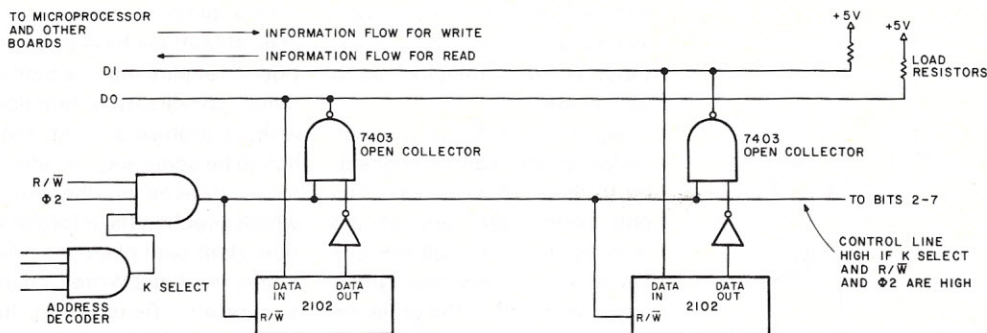 TO MICROPROCESSOR
AND OTHER
BOARDS
INFORMATION FLOW FOR WRITE
INFORMATION FLOW FOR READ
+5V
+5V
LOAD
RESISTORS
D1
D0
7403
OPEN COLLECTOR
7403
OPEN COLLECTOR
R/W̅
Φ2
TO BITS 2-7
CONTROL LINE
HIGH IF K SELECT
AND R/W̅
AND Φ2 ARE HIGH
K SELECT
ADDRESS
DECODER
DATA IN
DATA OUT
2102
R/W̅
DATA IN
DATA OUT
2102
R/W̅